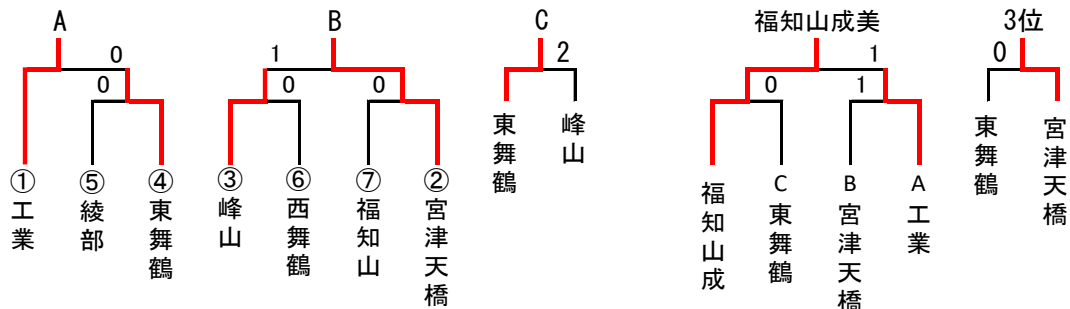 A
B
C
福知山成美
3位
0
1
2
1
0
0
0
0
0
1
東舞鶴
峰山
東舞鶴
宮津天橋
①工業
⑤綾部
④東舞鶴
③峰山
⑥西舞鶴
⑦福知山
②宮津天橋
福知山成
C東舞鶴
B宮津天橋
A工業